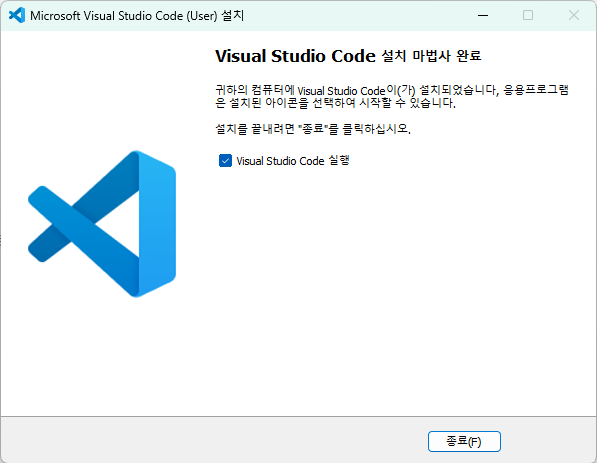 Microsoft Visual Studio Code (User) 설치
Visual Studio Code 설치 마법사 완료
귀하의 컴퓨터에 Visual Studio Code이(가) 설치되었습니다, 응용프로그램
은 설치된 아이콘을 선택하여 시작할 수 있습니다.
설치를 끝내려면 "종료"를 클릭하십시오.
Visual Studio Code 실행
종료(F)